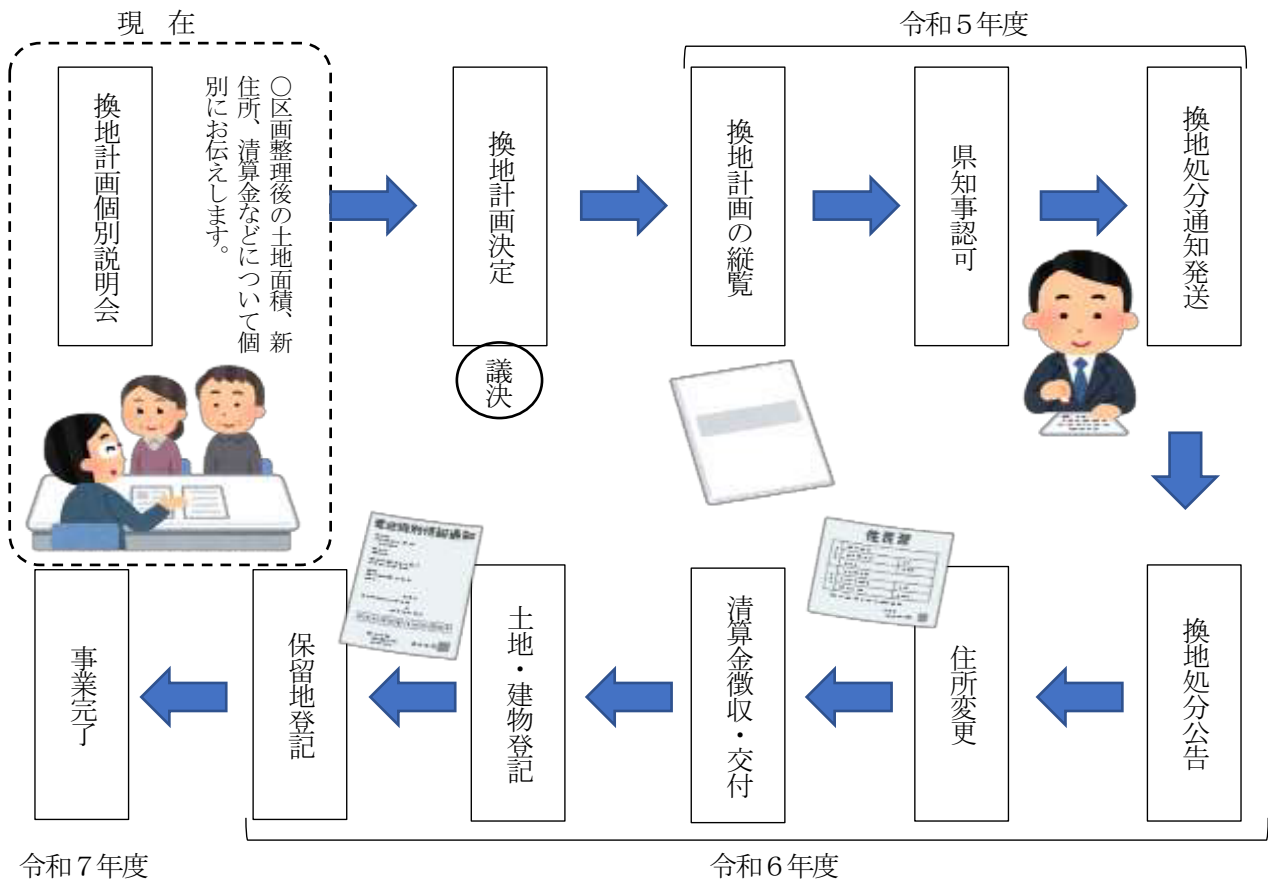 現　在
換地計画個別説明会
○区画整理後の土地面積、新
住所、清算金などについて個
別にお伝えします。
換地計画決定
議決
令和５年度
換地計画の縦覧
県知事認可
換地処分通知発送
換地処分公告
住民票
住所変更
清算金徴収・交付
土地・建物登記
保留地登記
令和６年度
事業完了
令和７年度